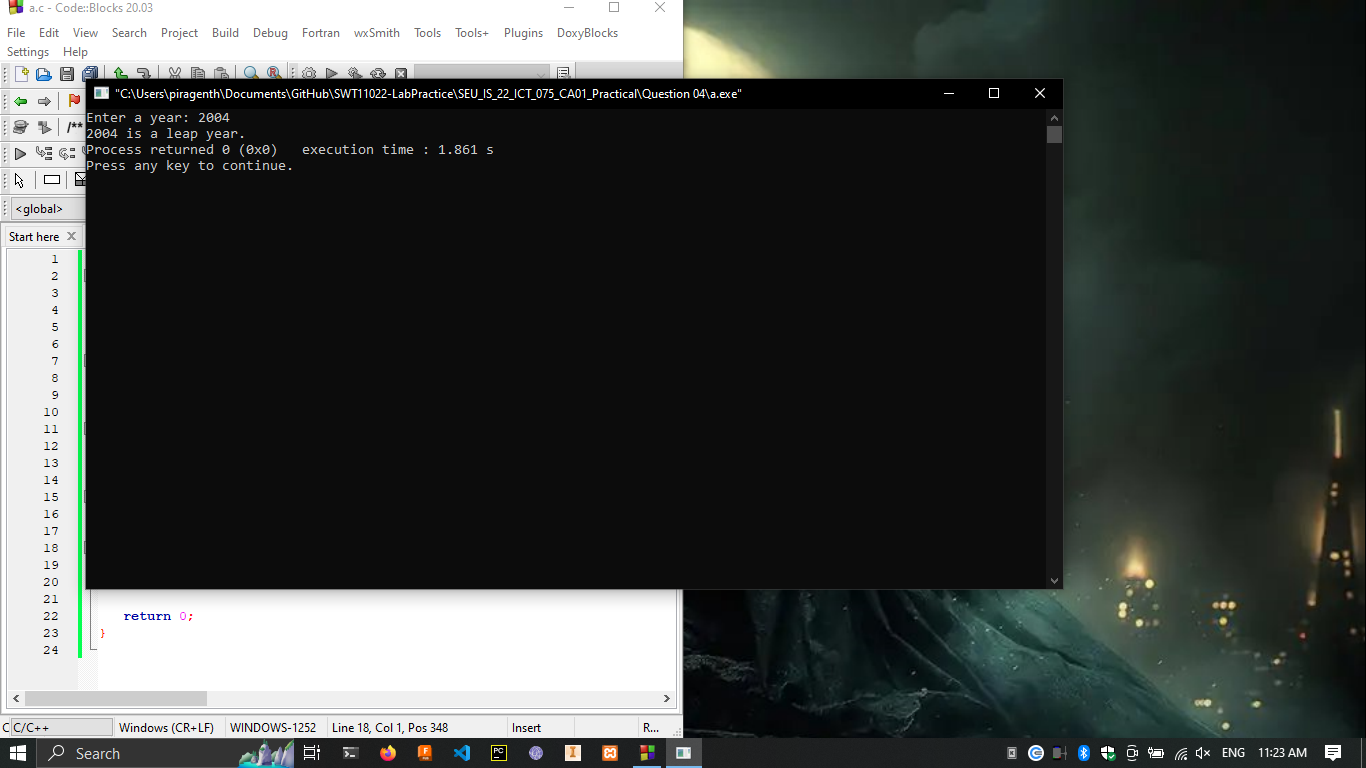 a.c - Code::Blocks 20.03
File Edit View Search Project Build Debug Fortran wxSmith Tools Tools+ Plugins DoxyBlocks
Settings Help
"C:\Users\piragenth\Documents\GitHub\SWT11022-LabPractice\SEU_IS_22_ICT_075_CA01_Practical\Question 04\a.exe"
Enter a year: 2004
2004 is a leap year.
Process returned 0 (0x0)   execution time : 1.861 s
Press any key to continue.
/**
<global>
Start here
1
2
3
4
5
6
7
8
9
10
11
12
13
14
15
16
17
18
19
20
21
22 return 0;
23 }
24
C C/C++ Windows (CR+LF) WINDOWS-1252 Line 18, Col 1, Pos 348 Insert R...
Search ENG 11:23 AM